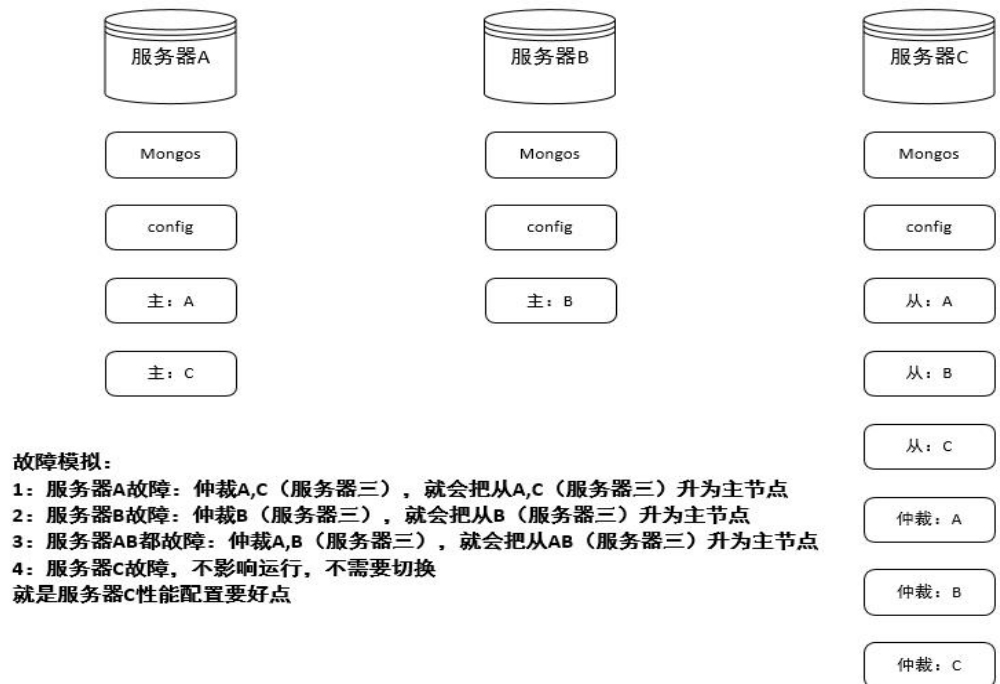 服务器A
服务器B
服务器C
Mongos
Mongos
Mongos
config
config
config
主：A
主：B
从：A
主：C
从：B
从：C
仲裁：A
仲裁：B
仲裁：C
故障模拟：
1：服务器A故障：仲裁A,C（服务器三），就会把从A,C（服务器三）升为主节点
2：服务器B故障：仲裁B（服务器三），就会把从B（服务器三）升为主节点
3：服务器AB都故障：仲裁A,B（服务器三），就会把从AB（服务器三）升为主节点
4：服务器C故障，不影响运行，不需要切换
就是服务器C性能配置要好点